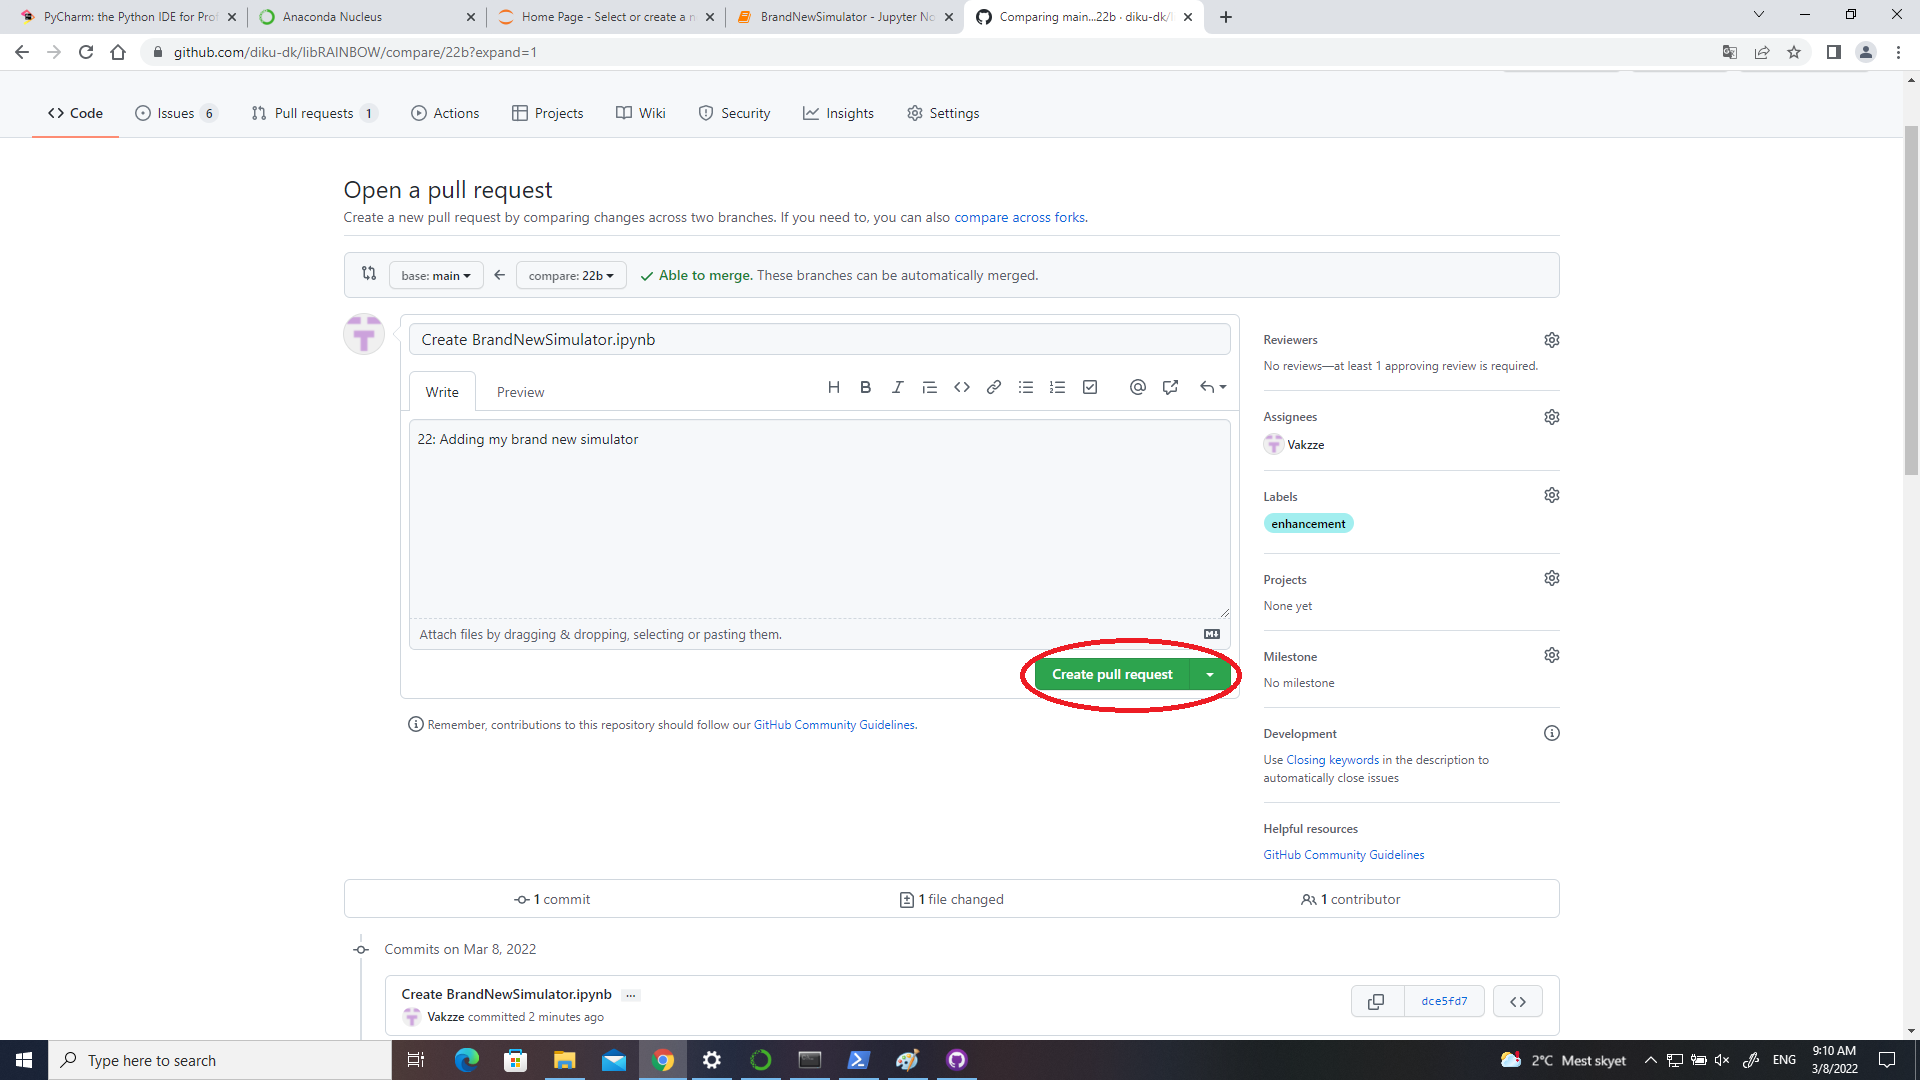 PyCharm: the Python IDE for Prof
Anaconda Nucleus
Home Page - Select or create a n
BrandNewSimulator - Jupyter No
Comparing main...22b · diku-dk/l
github.com/diku-dk/libRAINBOW/compare/22b?expand=1
Code
Issues 6
Pull requests 1
Actions
Projects
Wiki
Security
Insights
Settings
Open a pull request
Create a new pull request by comparing changes across two branches. If you need to, you can also compare across forks.
base: main
compare: 22b
Able to merge. These branches can be automatically merged.
Create BrandNewSimulator.ipynb
Write
Preview
22: Adding my brand new simulator
Attach files by dragging & dropping, selecting or pasting them.
Create pull request
Remember, contributions to this repository should follow our GitHub Community Guidelines.
Reviewers
No reviews—at least 1 approving review is required.
Assignees
Vakzze
Labels
enhancement
Projects
None yet
Milestone
No milestone
Development
Use Closing keywords in the description to
automatically close issues
Helpful resources
GitHub Community Guidelines
1 commit
1 file changed
1 contributor
Commits on Mar 8, 2022
Create BrandNewSimulator.ipynb ...
Vakzze committed 2 minutes ago
dce5fd7
Type here to search
2°C Mest skyet
ENG
9:10 AM
3/8/2022